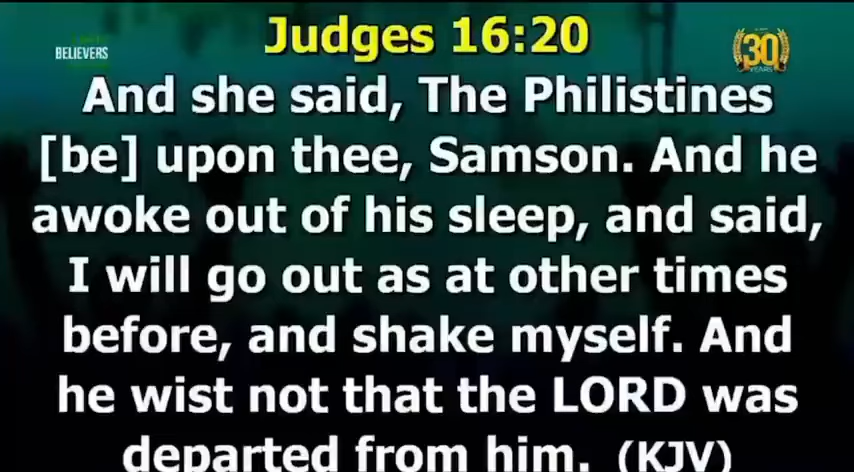 Judges 16:20
BELIEVERS
30
YEARS
And she said, The Philistines
[be] upon thee, Samson. And he
awoke out of his sleep, and said,
I will go out as at other times
before, and shake myself. And
he wist not that the LORD was
departed from him. (KJV)